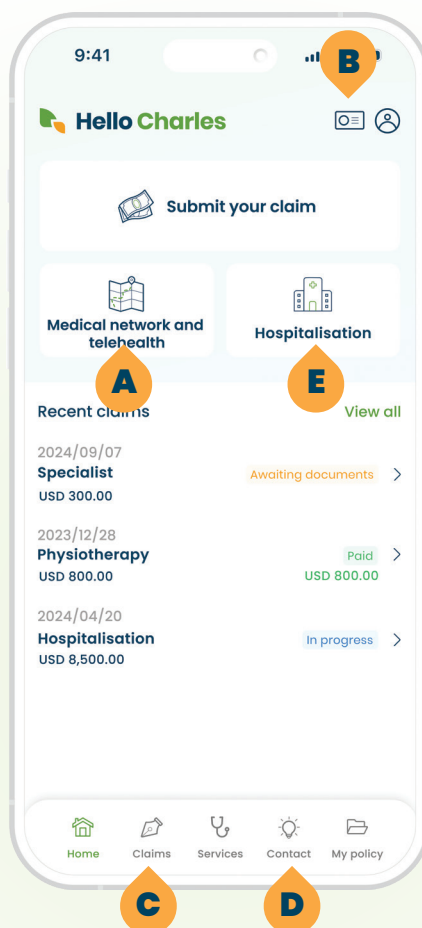 9:41
B
Hello Charles
Submit your claim
Medical network and
telehealth
Hospitalisation
A
E
Recent claims
View all
2024/09/07
Specialist
Awaiting documents
USD 300.00
2023/12/28
Physiotherapy
Paid
USD 800.00
USD 800.00
2024/04/20
Hospitalisation
In progress
USD 8,500.00
Home
Claims
Services
Contact
My policy
C
D